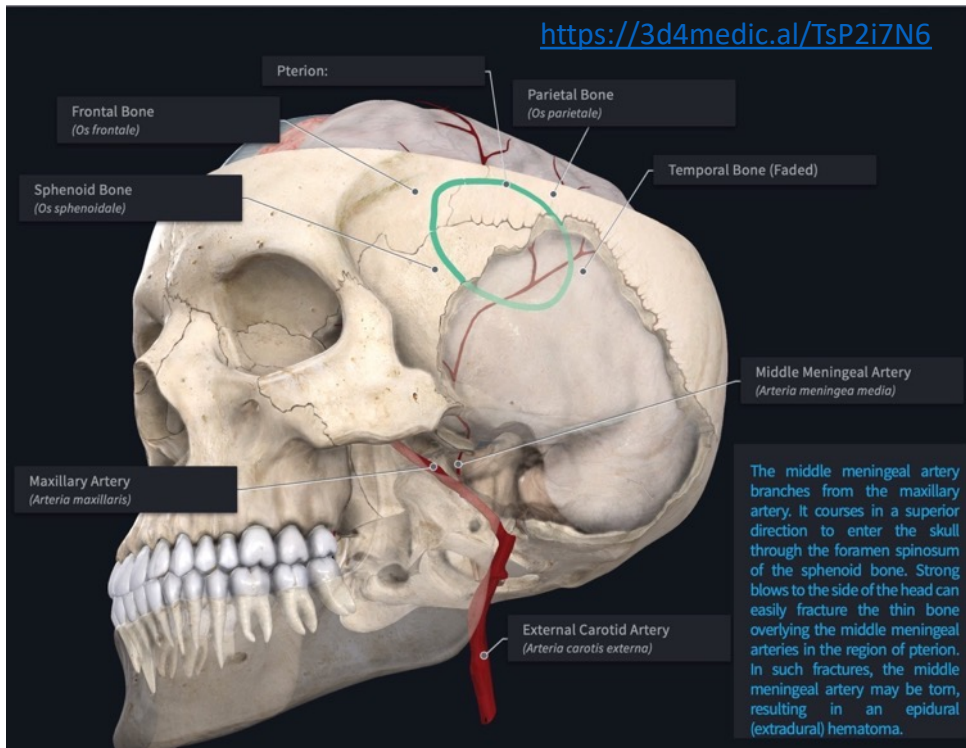 https://3d4medic.al/TsP2i7N6
Pterion:
Parietal Bone
(Os parietale)
Frontal Bone
(Os frontale)
Temporal Bone (Faded)
Sphenoid Bone
(Os sphenoidale)
Middle Meningeal Artery
(Arteria meningea media)
Maxillary Artery
(Arteria maxillaris)
The middle meningeal artery
branches from the maxillary
artery. It courses in a superior
direction to enter the skull
through the foramen spinosum
of the sphenoid bone. Strong
blows to the side of the head can
easily fracture the thin bone
overlying the middle meningeal
arteries in the region of pterion.
In such fractures, the middle
meningeal artery may be torn,
resulting in an epidural
(extradural) hematoma.
External Carotid Artery
(Arteria carotis externa)